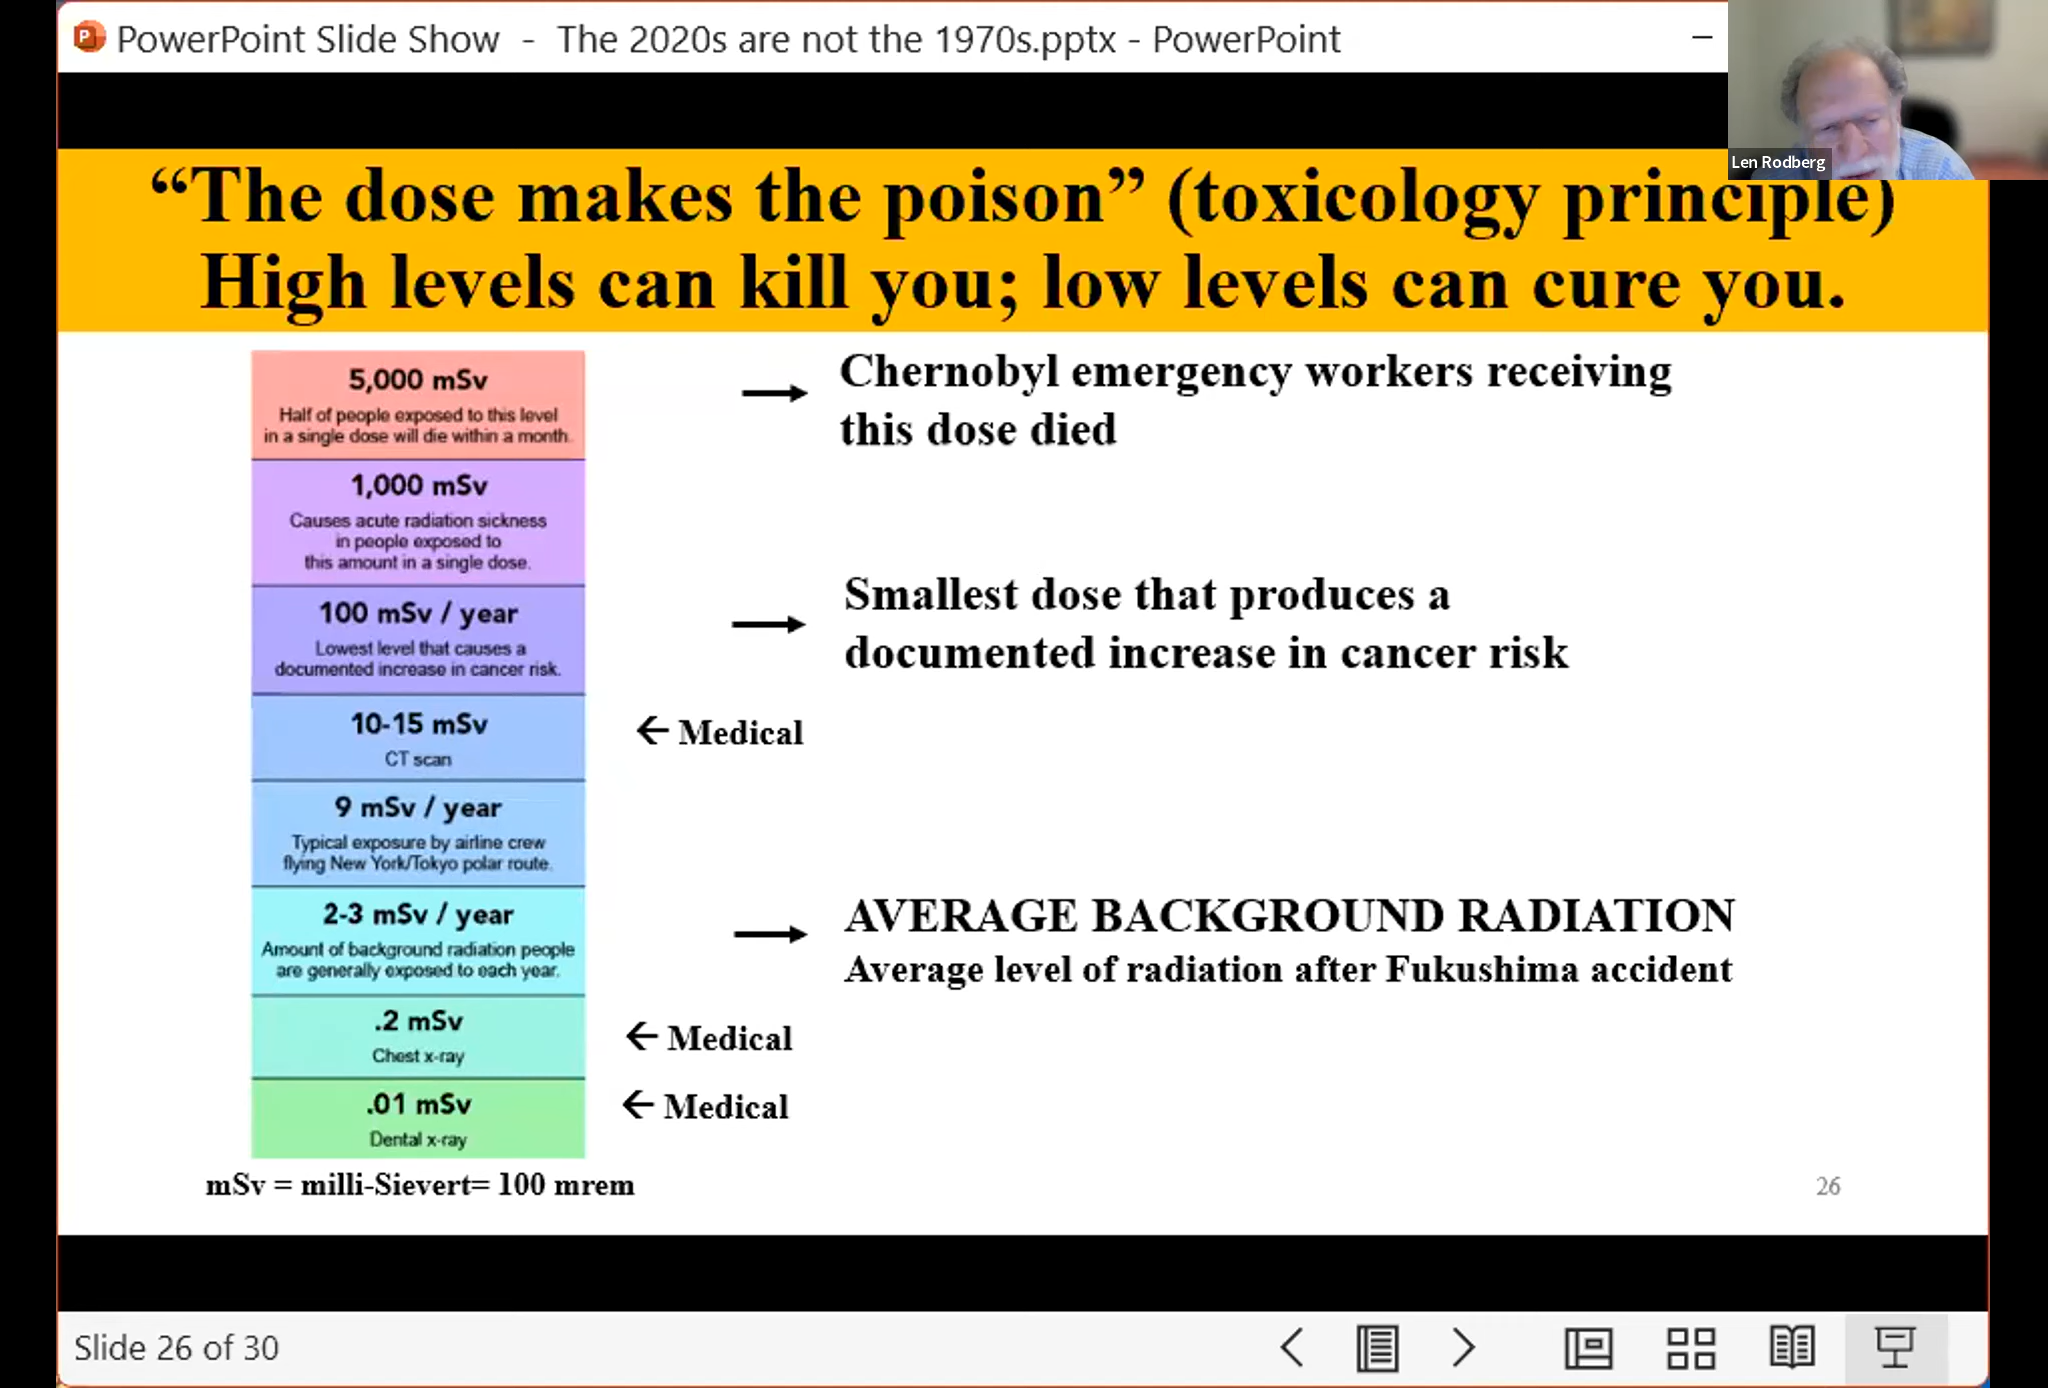 PowerPoint Slide Show - The 2020s are not the 1970s.pptx - PowerPoint
Len Rodberg
“The dose makes the poison” (toxicology principle)
High levels can kill you; low levels can cure you.
5,000 mSv
Half of people exposed to this level
in a single dose will die within a month.
→ Chernobyl emergency workers receiving
this dose died
1,000 mSv
Causes acute radiation sickness
in people exposed to
this amount in a single dose.
100 mSv / year
Lowest level that causes a
documented increase in cancer risk.
→ Smallest dose that produces a
documented increase in cancer risk
10-15 mSv
CT scan
← Medical
9 mSv / year
Typical exposure by airline crew
flying New York/Tokyo polar route.
2-3 mSv / year
Amount of background radiation people
are generally exposed to each year.
→ AVERAGE BACKGROUND RADIATION
Average level of radiation after Fukushima accident
.2 mSv
Chest x-ray
← Medical
.01 mSv
Dental x-ray
← Medical
mSv = milli-Sievert= 100 mrem
26
Slide 26 of 30